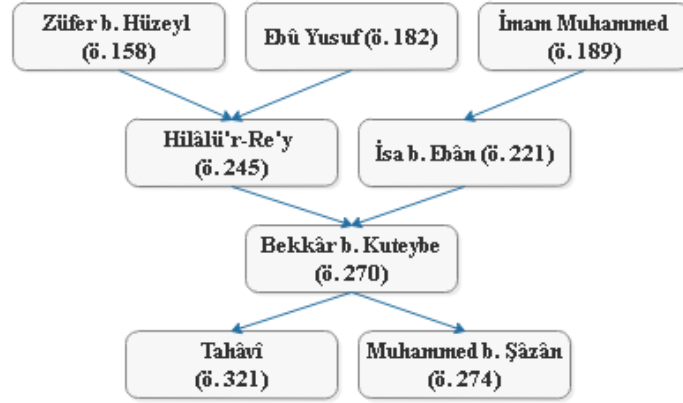 Züfer b. Hüzeyl
(ö. 158)
Ebû Yusuf (ö. 182)
İmam Muhammed
(ö. 189)
Hilâlü'r-Re'y
(ö. 245)
İsa b. Ebân (ö. 221)
Bekkâr b. Kuteybe
(ö. 270)
Tahâvî
(ö. 321)
Muhammed b. Şâzân
(ö. 274)